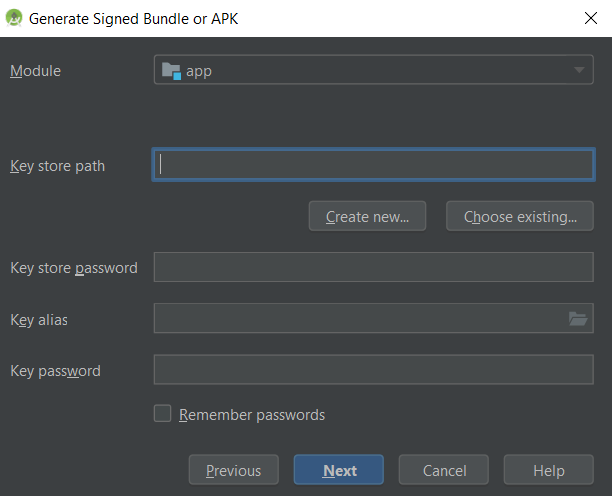 Generate Signed Bundle or APK
Module
app
Key store path
Create new...
Choose existing...
Key store password
Key alias
Key password
Remember passwords
Previous
Next
Cancel
Help